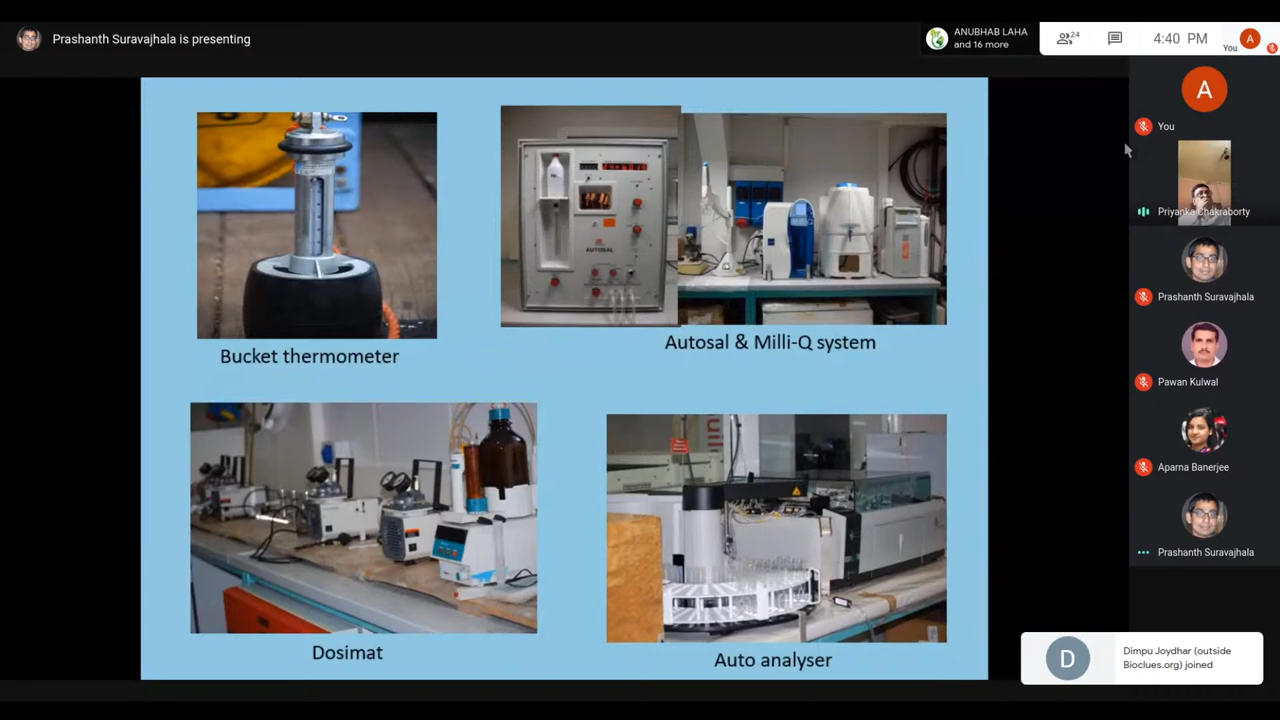 Prashanth Suravajhala is presenting
ANUBHAB LAHA
and 16 more
24
4:40 PM
You
A
A
You
Priyanka Chakraborty
Prashanth Suravajhala
Pawan Kulwal
Aparna Banerjee
Prashanth Suravajhala
AUTOSAL
Bucket thermometer
Autosal & Milli-Q system
Dosimat
Auto analyser
D
Dimpu Joydhar (outside
Bioclues.org) joined